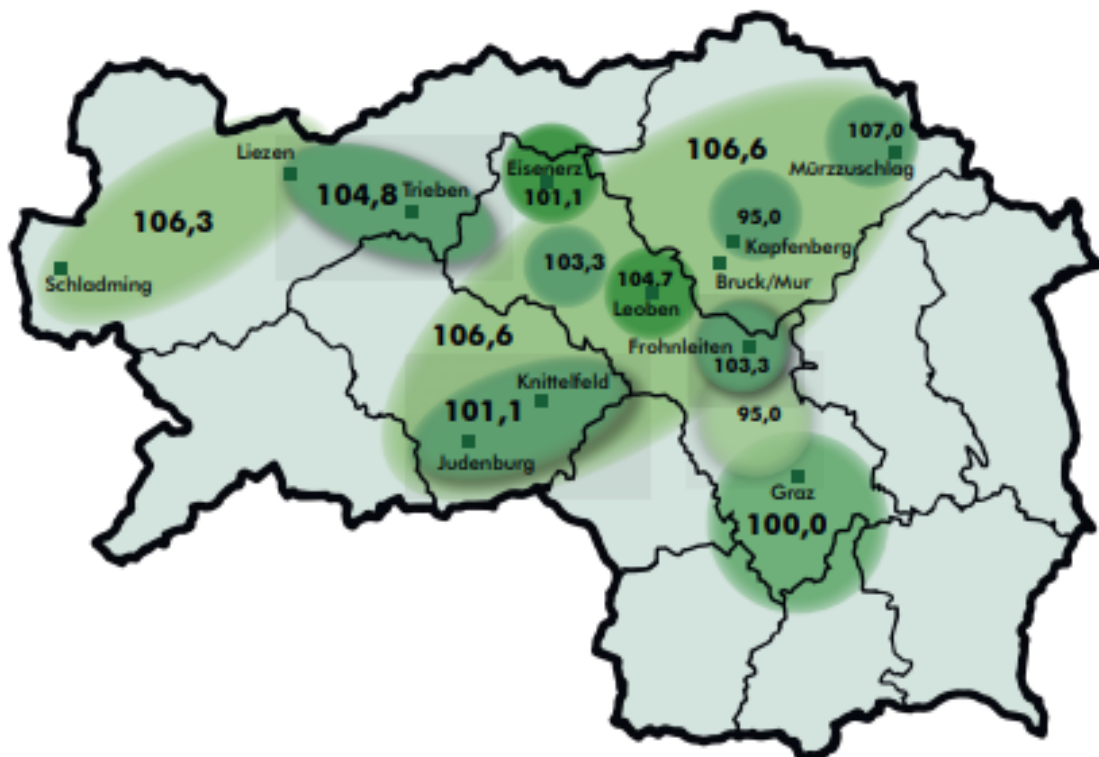 107,0
Mürzzuschlag
106,6
Liezen
Eisenerz
101,1
104,8
Trieben
106,3
95,0
Kapfenberg
103,3
Bruck/Mur
104,7
Leoben
Schladming
106,6
Frohnleiten
103,3
Knittelfeld
101,1
95,0
Judenburg
Graz
100,0